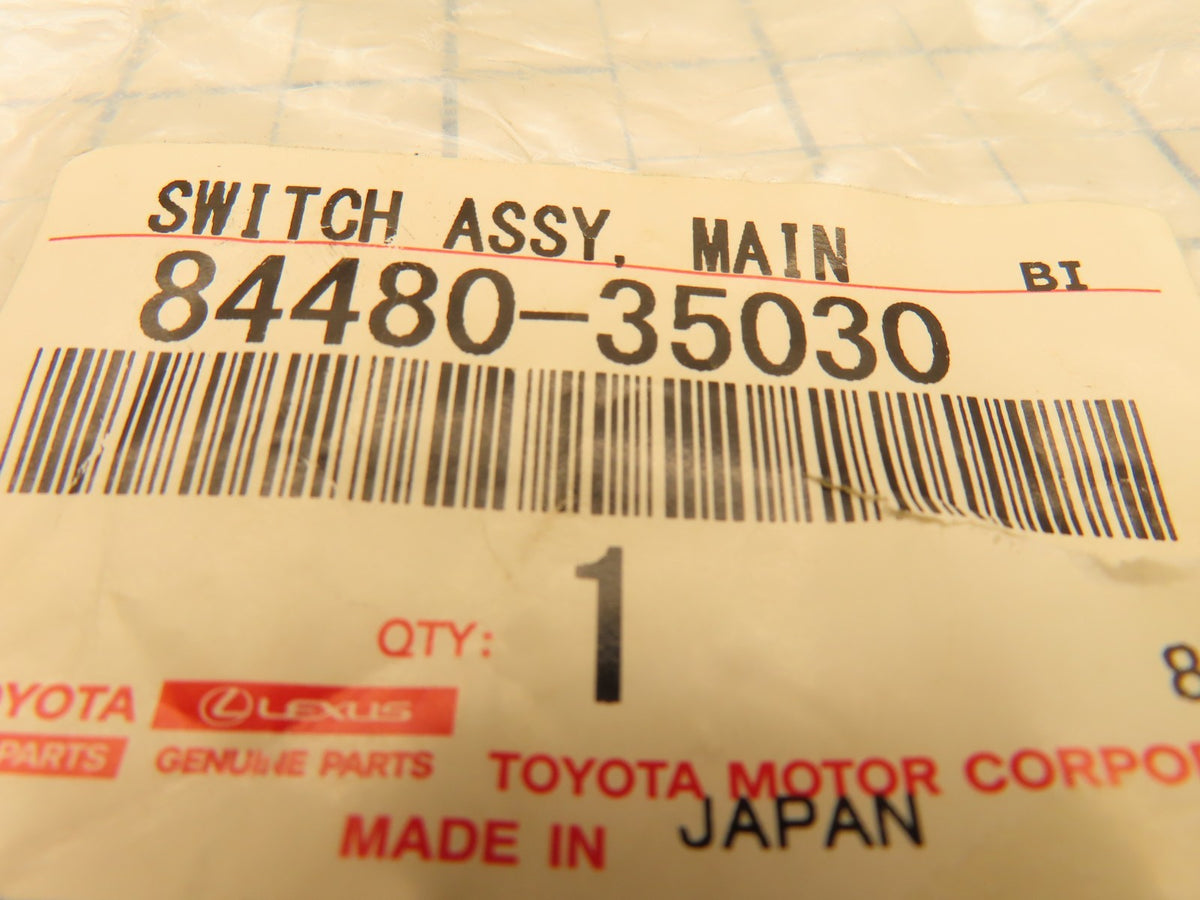 SWITCH ASSY, MAIN
BI
84480-35030
QTY: 1
8
OYOTA
PARTS
LEXUS
GENUINE PARTS
TOYOTA MOTOR CORPO
MADE IN JAPAN